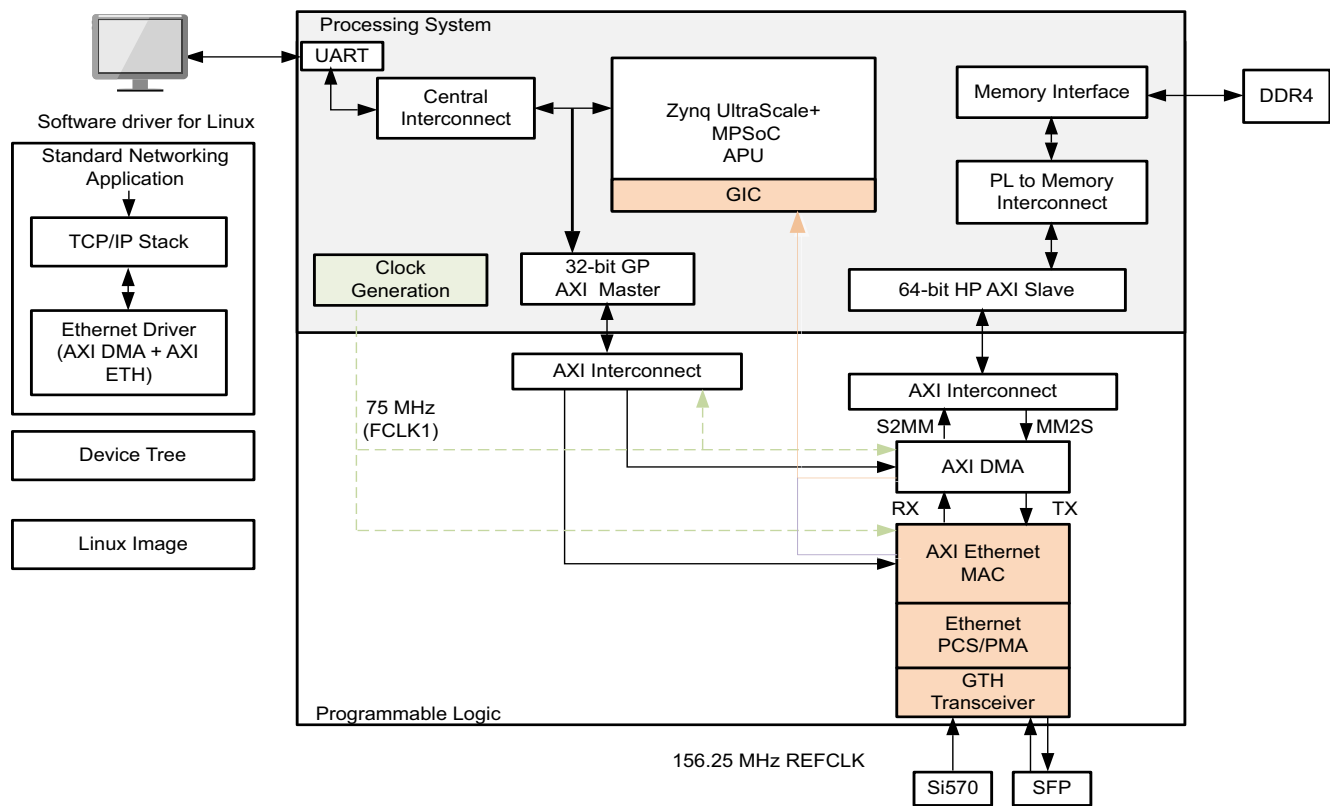 Processing System
UART
Central
Interconnect
Zynq UltraScale+
MPSoC
APU
GIC
Memory Interface
DDR4
PL to Memory
Interconnect
Software driver for Linux
Standard Networking
Application
TCP/IP Stack
Ethernet Driver
(AXI DMA + AXI
ETH)
Device Tree
Linux Image
Clock
Generation
32-bit GP
AXI Master
64-bit HP AXI Slave
AXI Interconnect
AXI Interconnect
75 MHz
(FCLK1)
S2MM
MM2S
AXI DMA
RX
TX
AXI Ethernet
MAC
Ethernet
PCS/PMA
GTH
Transceiver
Programmable Logic
156.25 MHz REFCLK
Si570
SFP